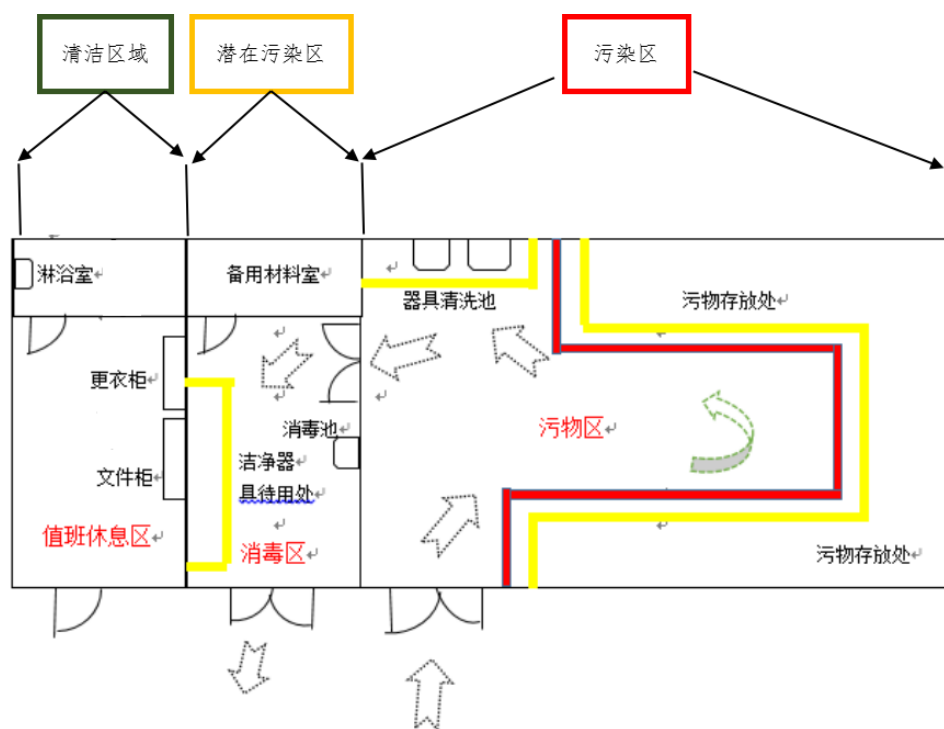 清洁区域
潜在污染区
污染区
淋浴室
备用材料室
器具清洗池
污物存放处
更衣柜
消毒池
污物区
洁净器
具待用处
文件柜
值班休息区
消毒区
污物存放处